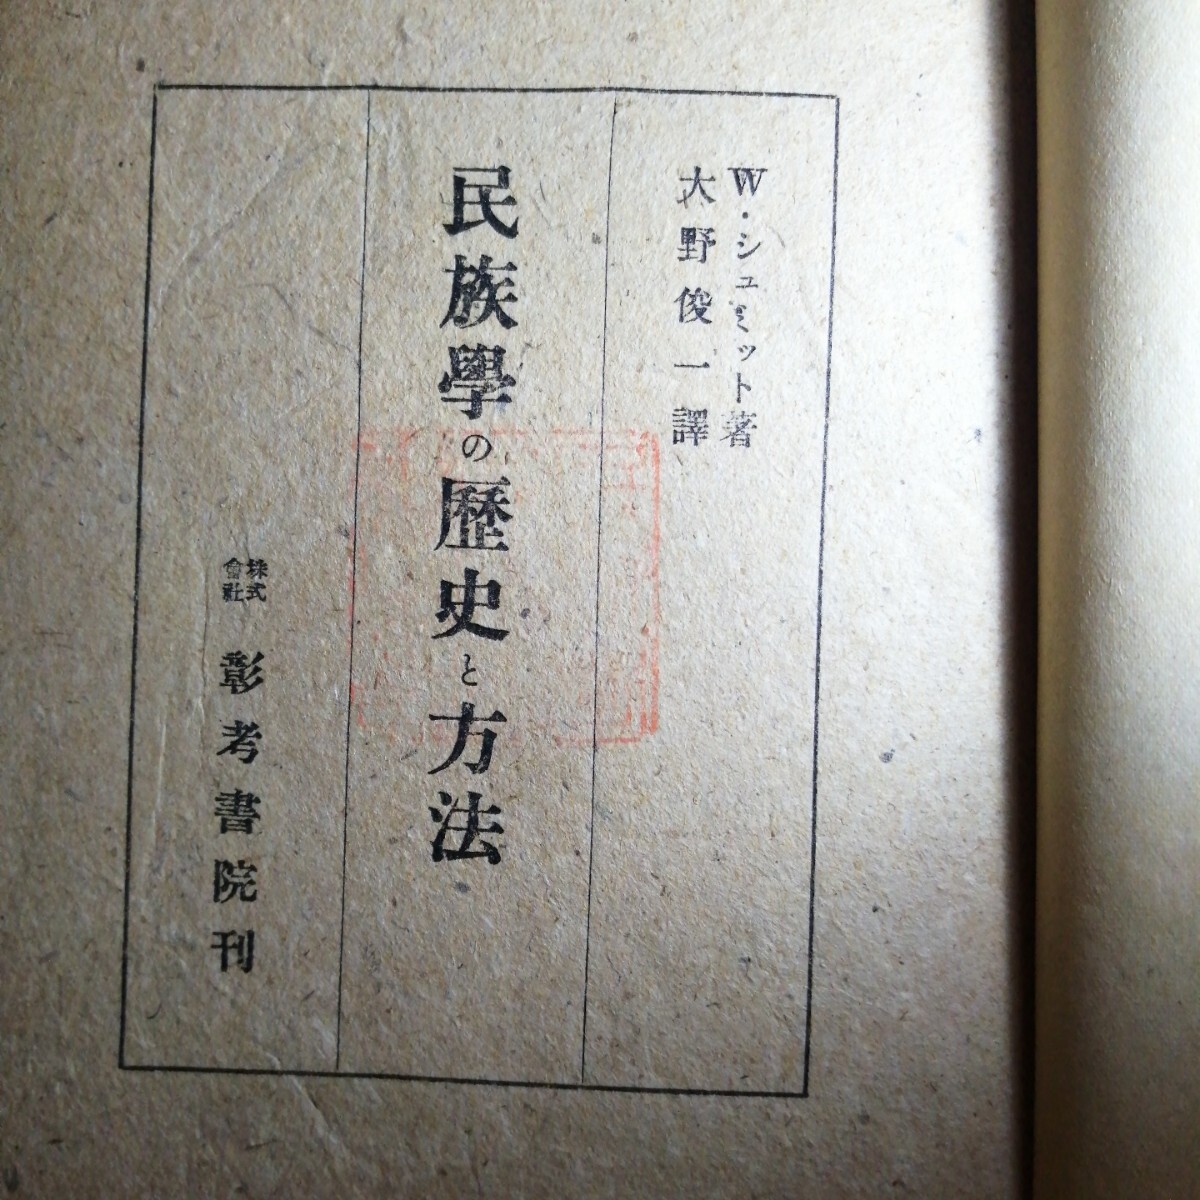 W・シュミット著
大野俊一譯
民族學の歷史と方法
株式會社 彰考書院刊